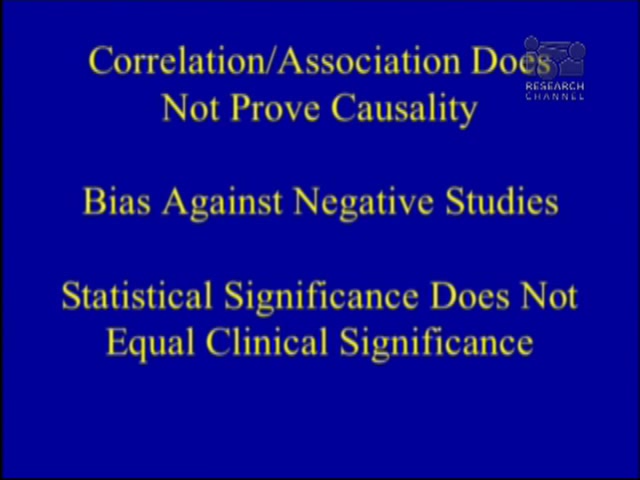 Correlation/Association Does
Not Prove Causality
Bias Against Negative Studies
Statistical Significance Does Not
Equal Clinical Significance
RESEARCH
CHANNEL